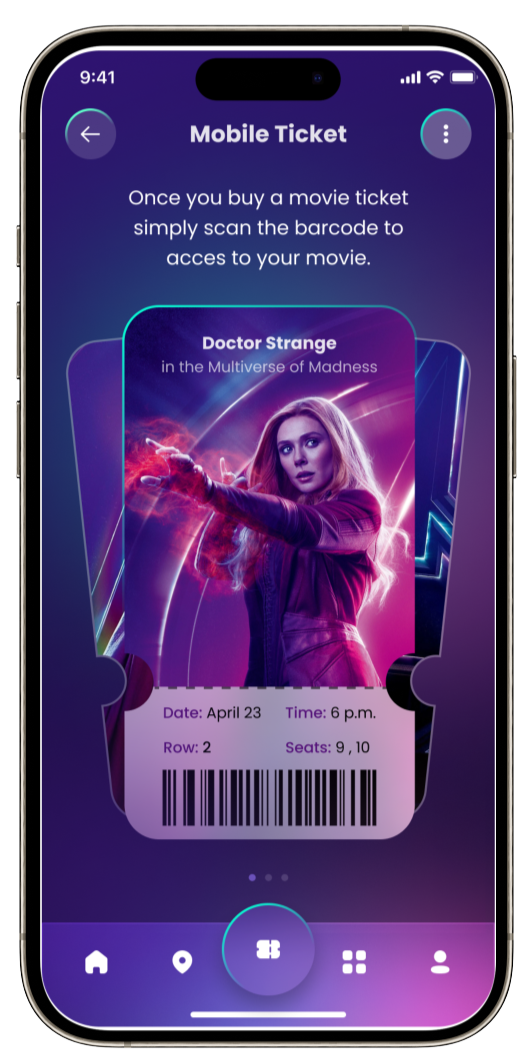 9:41
Mobile Ticket
Once you buy a movie ticket
simply scan the barcode to
acces to your movie.
Doctor Strange
in the Multiverse of Madness
Date: April 23 Time: 6 p.m.
Row: 2 Seats: 9 , 10